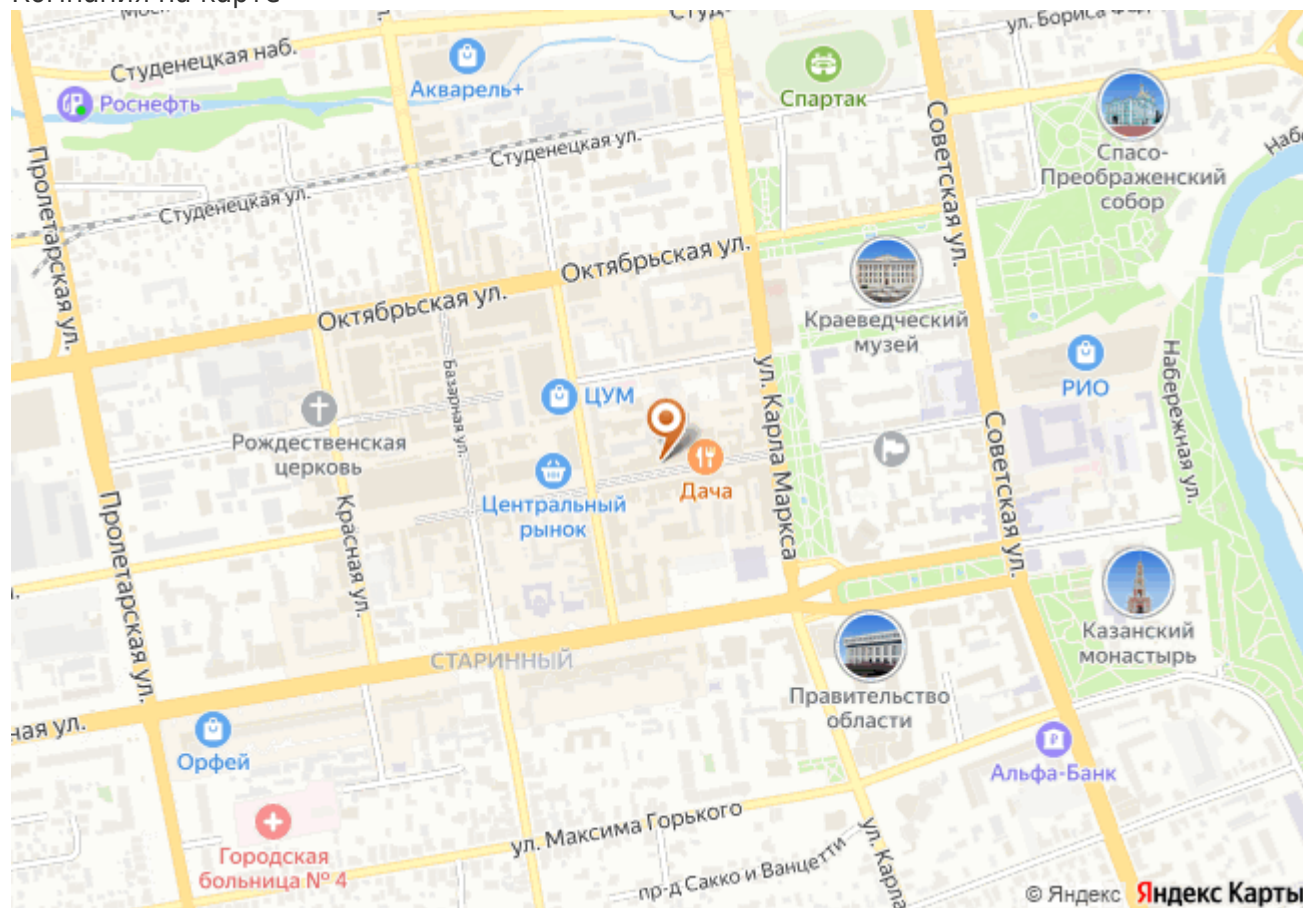 Компания на карте
Студенецкая наб.
Акварель+
Роснефть
Спартак
ул. Бориса
Советская ул.
Спасо-
Преображенский
собор
Студенецкая ул.
Студенецкая ул.
Пролетарская ул.
Октябрьская ул.
Октябрьская ул.
Краеведческий
музей
ул. Карла Маркса
РИО
Набережная ул.
Базарная ул.
ЦУМ
Рождественская
церковь
Центральный
рынок
Дача
Советская ул.
Красная ул.
Пролетарская ул.
Казанский
монастырь
СТАРИННЫЙ
Правительство
области
ная ул.
Орфей
Альфа-Банк
ул. Максима Горького
Городская
больница № 4
пр-д Сакко и Ванцетти
ул. Карла
© Яндекс Яндекс Карты